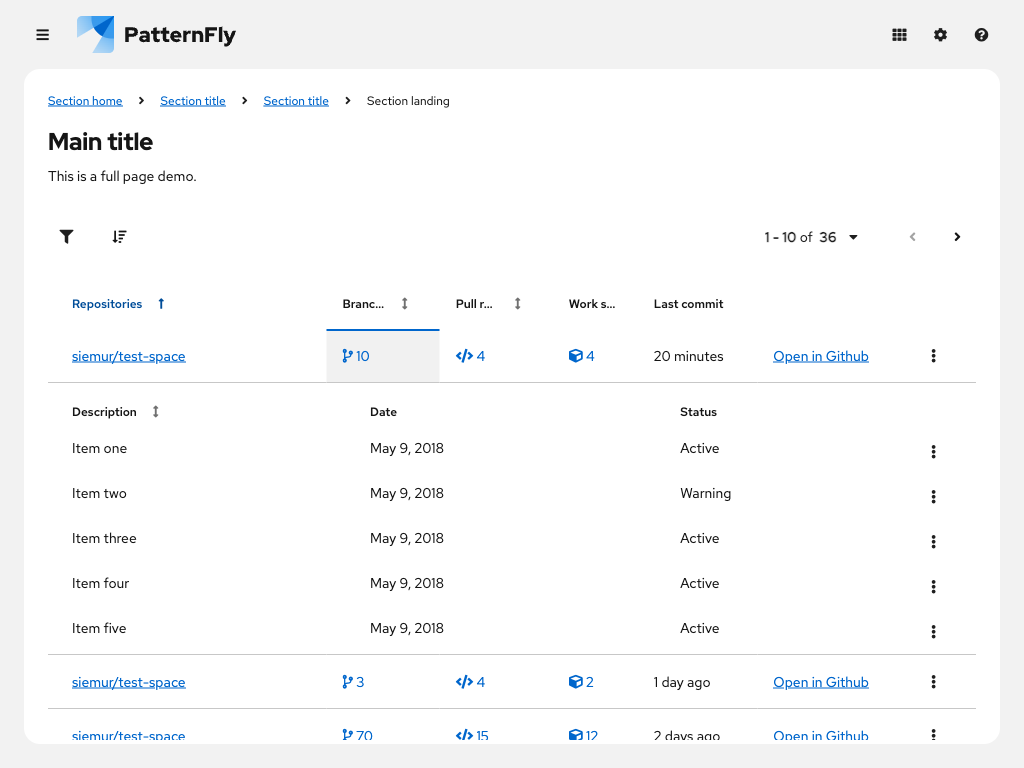 PatternFly
Section home Section title Section title Section landing
Main title
This is a full page demo.
1 - 10 of 36
Repositories Branc... Pull r... Work s... Last commit
siemur/test-space 10 4 4 20 minutes Open in Github
Description Date Status
Item one May 9, 2018 Active
Item two May 9, 2018 Warning
Item three May 9, 2018 Active
Item four May 9, 2018 Active
Item five May 9, 2018 Active
siemur/test-space 3 4 2 1 day ago Open in Github
siemur/test-space 70 15 12 2 days ago Open in Github